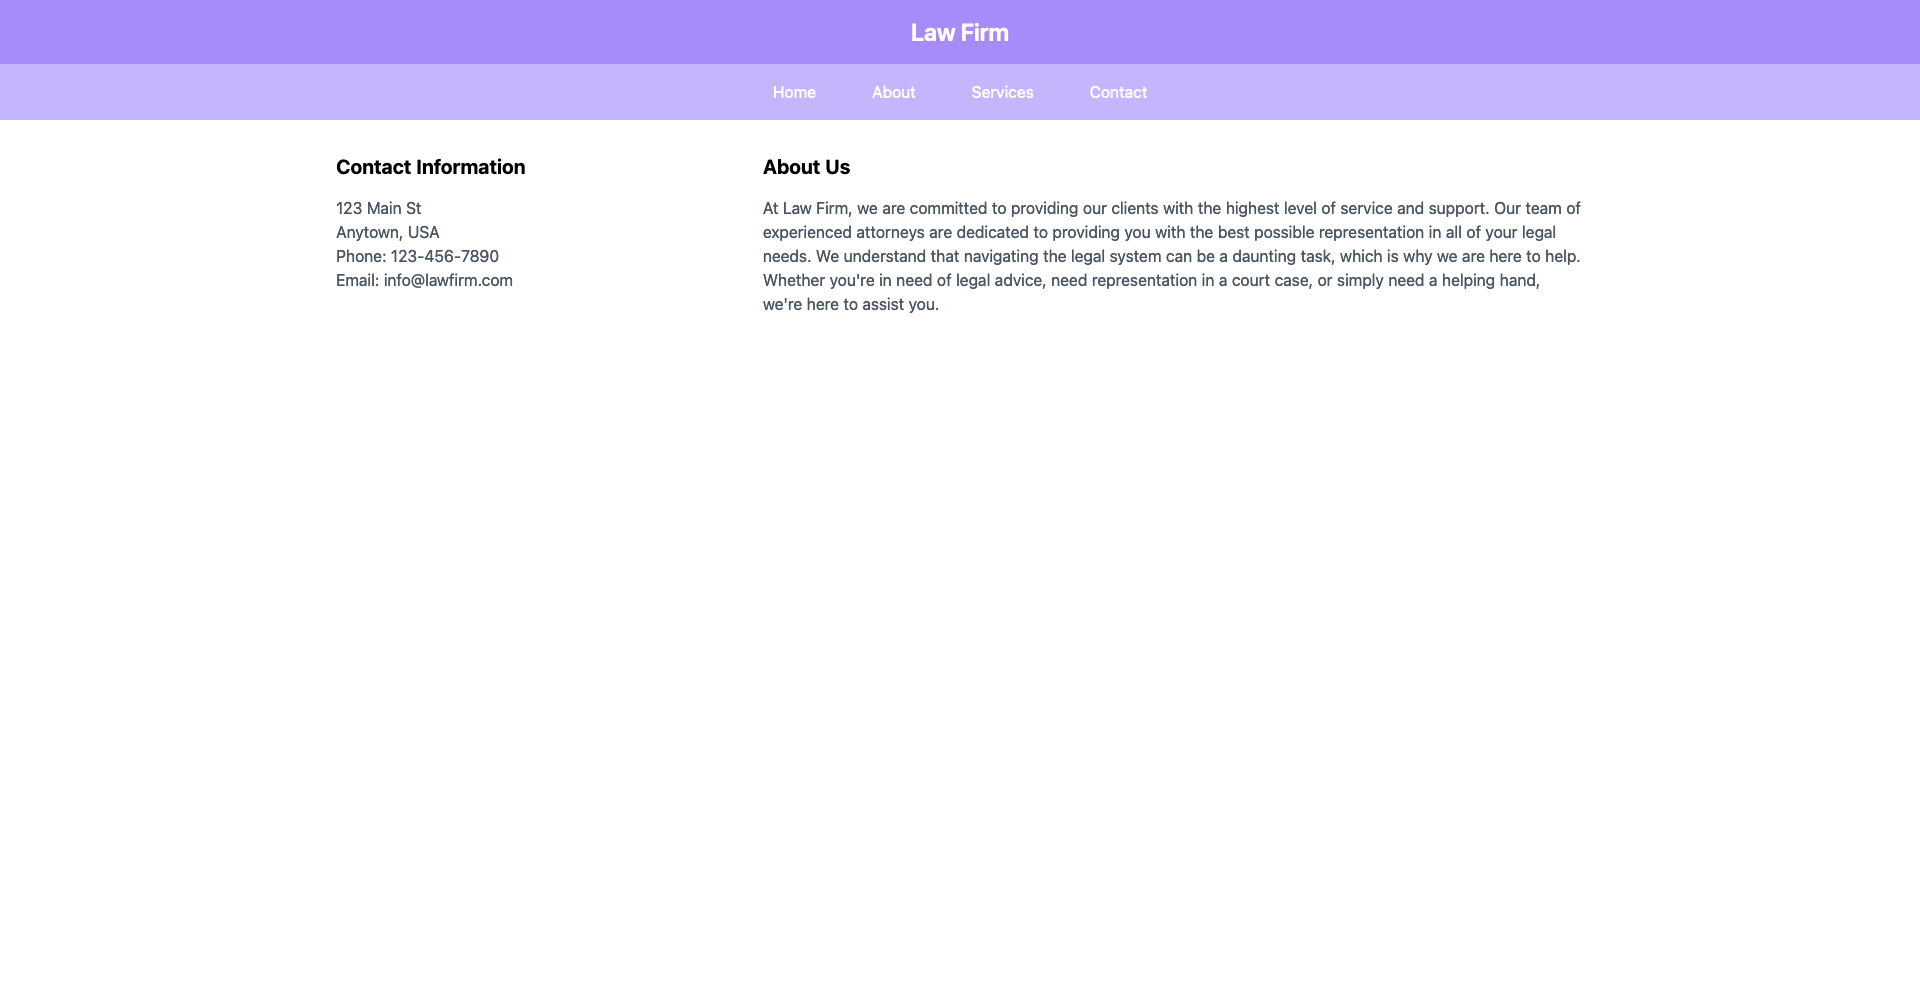 Law Firm
Home About Services Contact
Contact Information
123 Main St
Anytown, USA
Phone: 123-456-7890
Email: info@lawfirm.com
About Us
At Law Firm, we are committed to providing our clients with the highest level of service and support. Our team of
experienced attorneys are dedicated to providing you with the best possible representation in all of your legal
needs. We understand that navigating the legal system can be a daunting task, which is why we are here to help.
Whether you're in need of legal advice, need representation in a court case, or simply need a helping hand,
we're here to assist you.